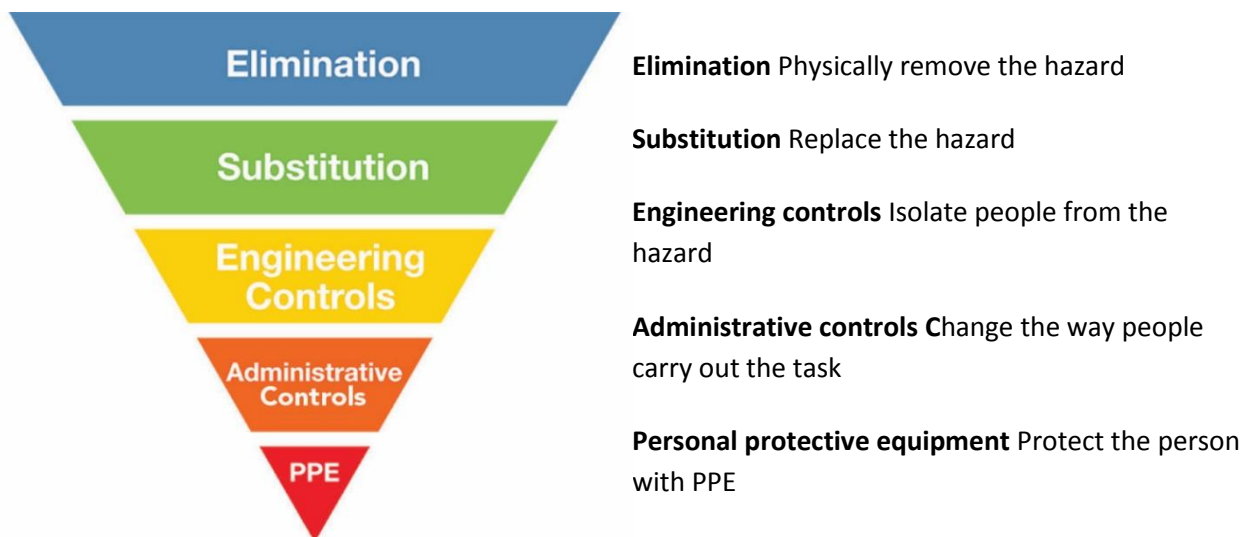 Elimination
Substitution
Engineering
Controls
Administrative
Controls
PPE
Elimination Physically remove the hazard
Substitution Replace the hazard
Engineering controls Isolate people from the
hazard
Administrative controls Change the way people
carry out the task
Personal protective equipment Protect the person
with PPE